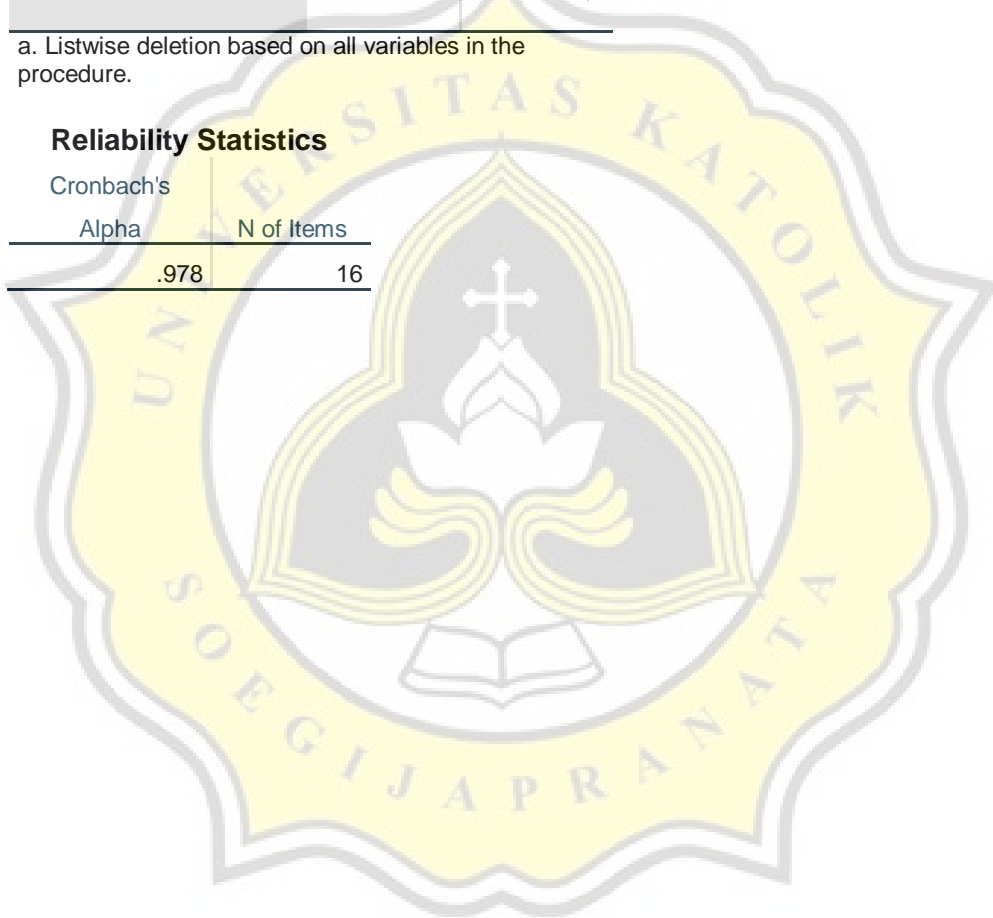 a. Listwise deletion based on all variables in the
procedure.
Reliability Statistics
Cronbach's
Alpha N of Items
.978 16
UNIVERSITAS KATOLIK
SOEGIJAPRANATA